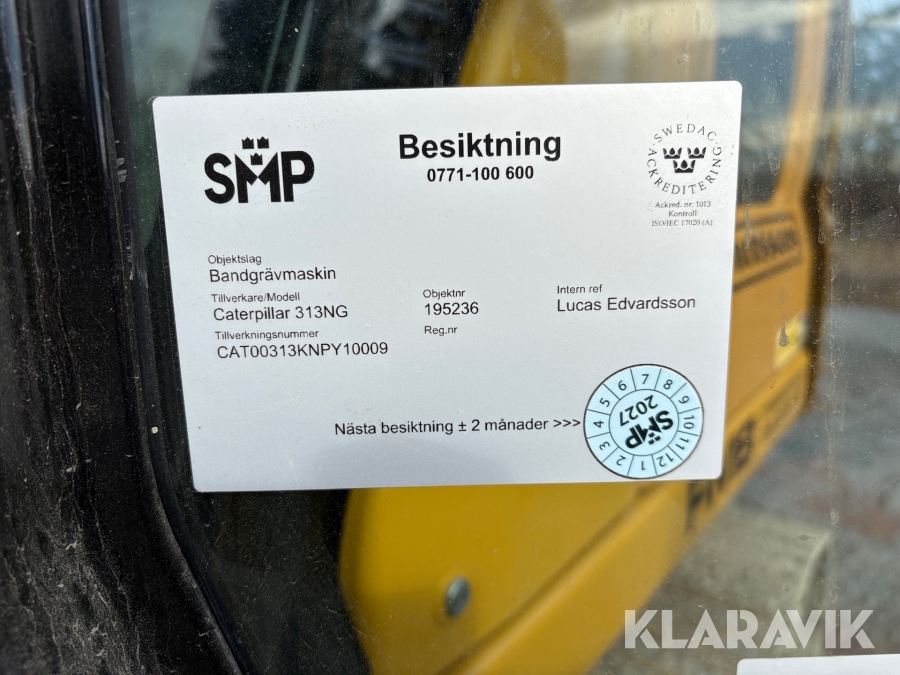 SMP
Besiktning
0771-100 600
SWEDAC
ACKREDITERING
Ackred. nr. 1013
Kontroll
ISO/IEC 17020 (A)
Objektslag
Bandgrävmaskin
Tillverkare/Modell
Caterpillar 313NG
Tillverkningsnummer
CAT00313KNPY10009
Objektnr
195236
Reg.nr
Intern ref
Lucas Edvardsson
Nästa besiktning ± 2 månader >>>
1 2 3 4 5 6 7 8 9 10 11 12
SMP
2027
KLARAVIK